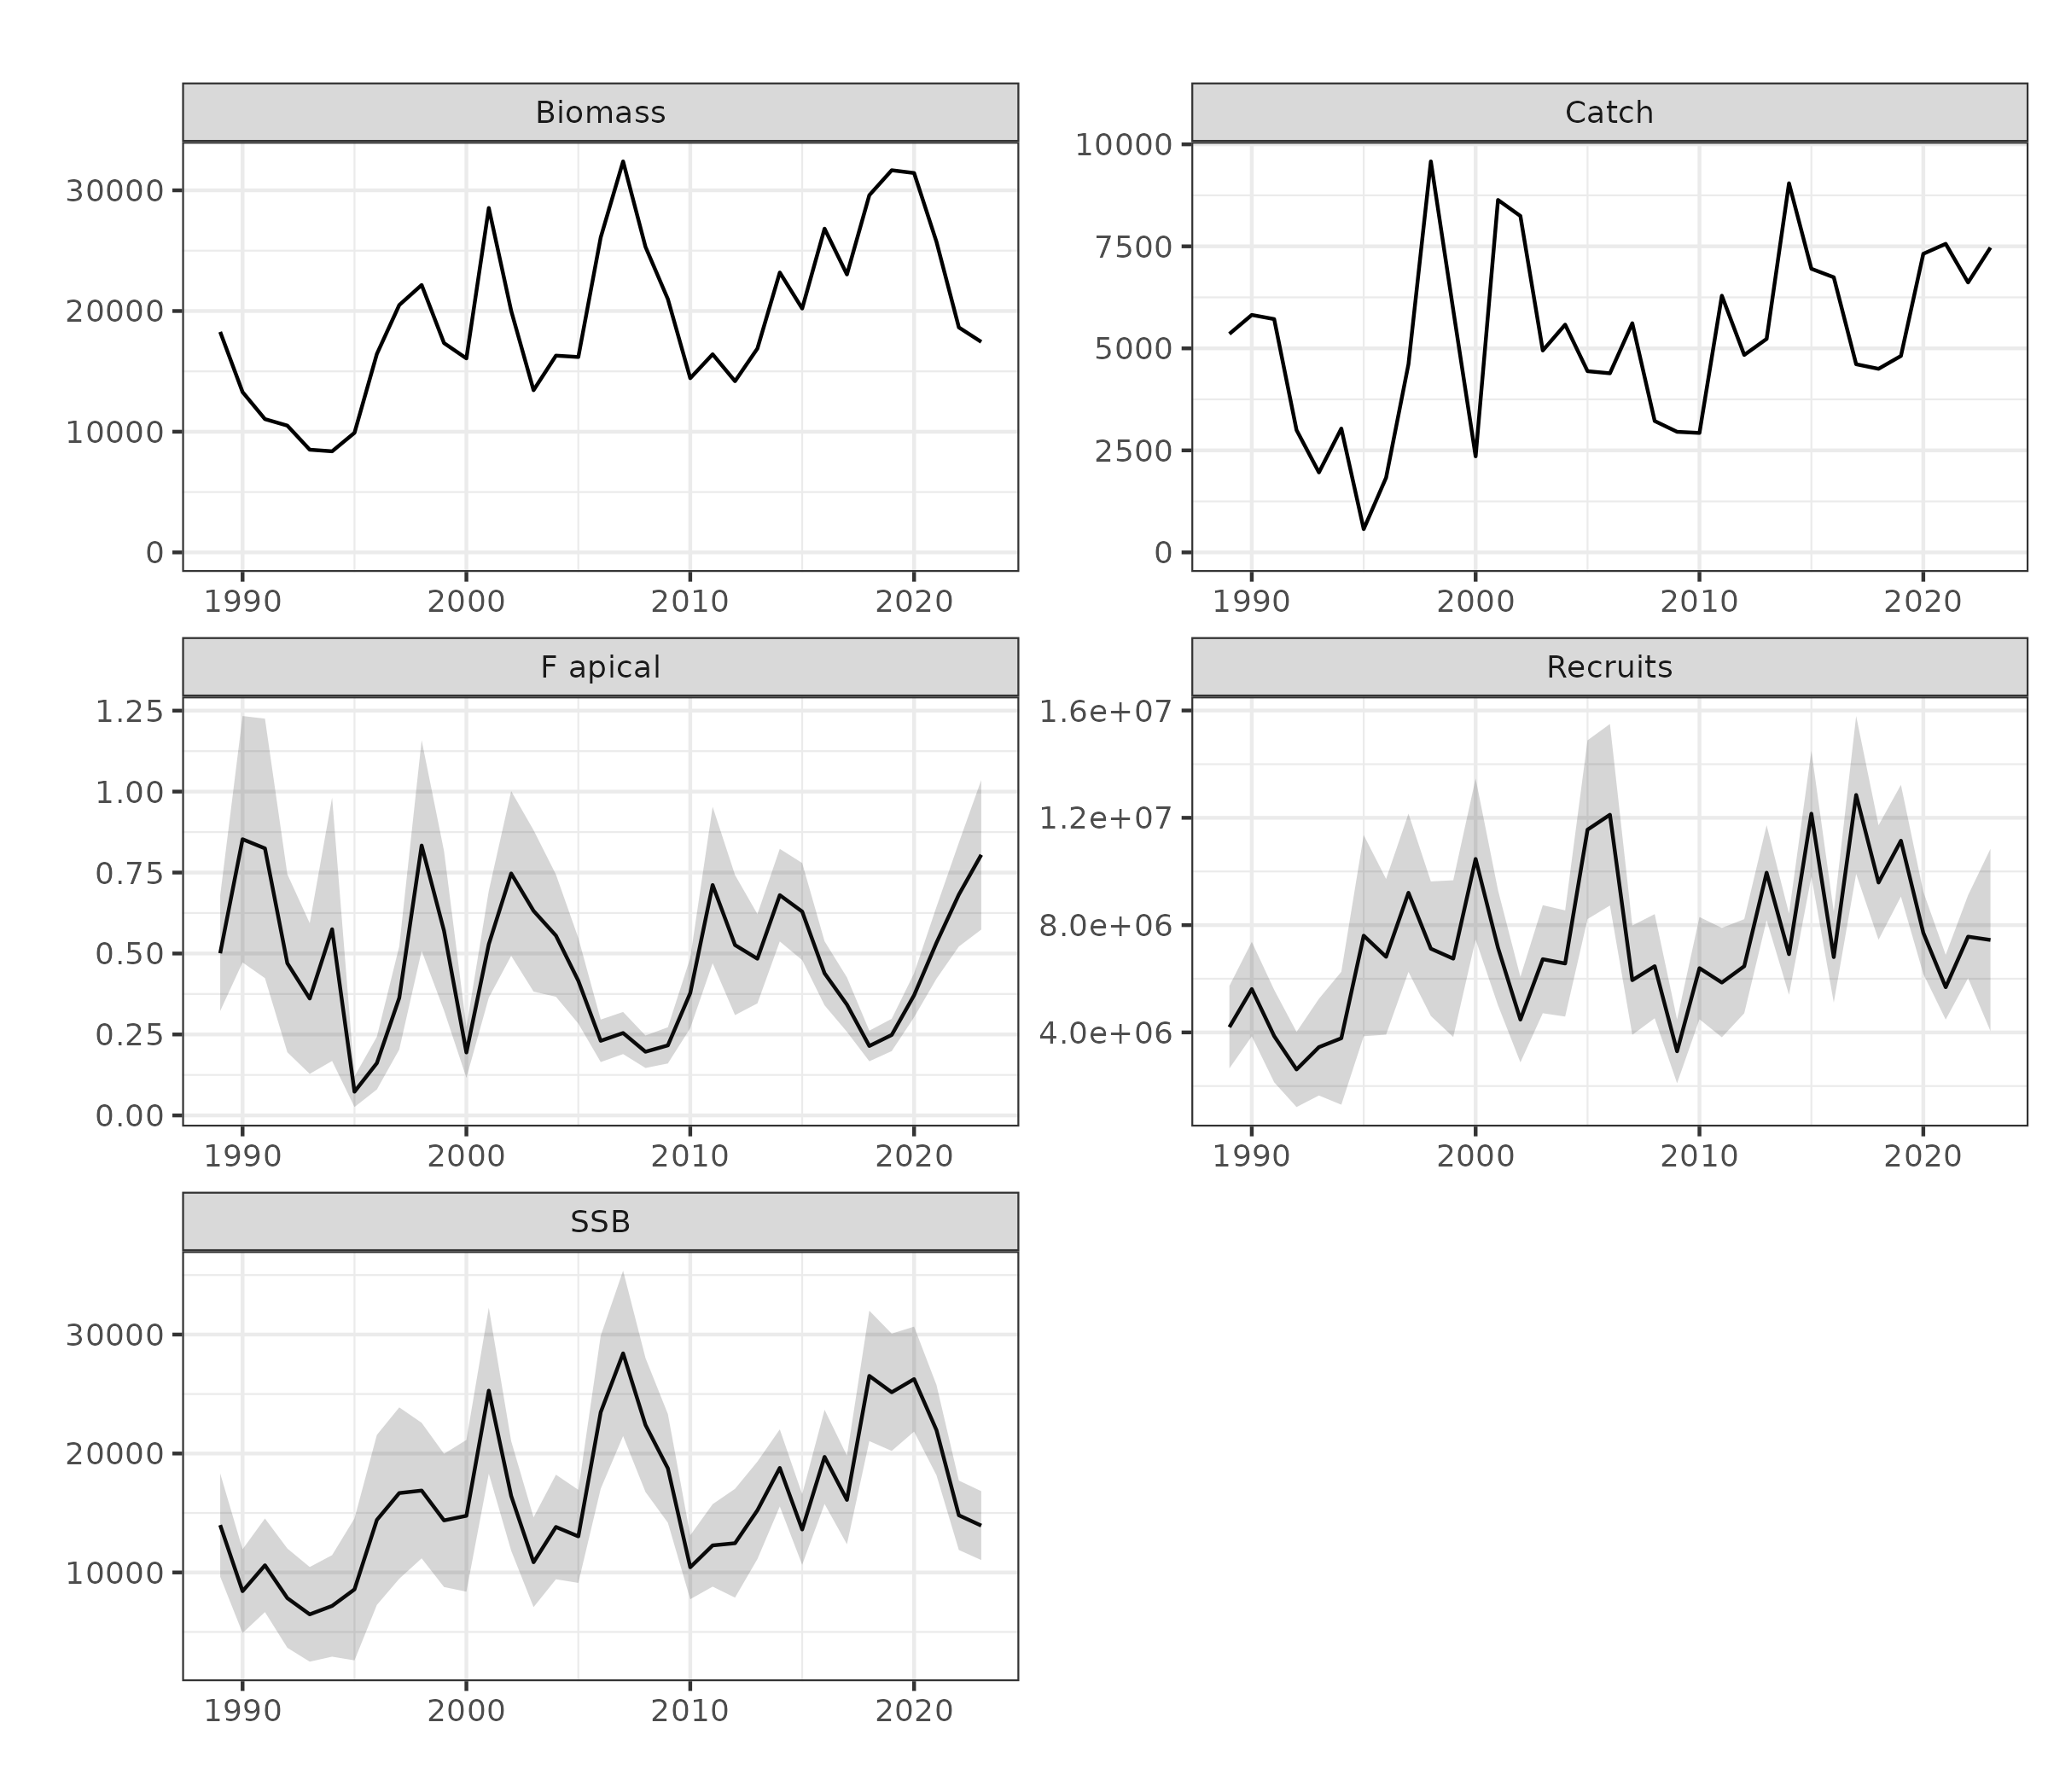 Biomass
30000
20000
10000
0
1990 2000 2010 2020
Catch
10000
7500
5000
2500
0
1990 2000 2010 2020
F apical
1.25
1.00
0.75
0.50
0.25
0.00
1990 2000 2010 2020
Recruits
1.6e+07
1.2e+07
8.0e+06
4.0e+06
1990 2000 2010 2020
SSB
30000
20000
10000
1990 2000 2010 2020